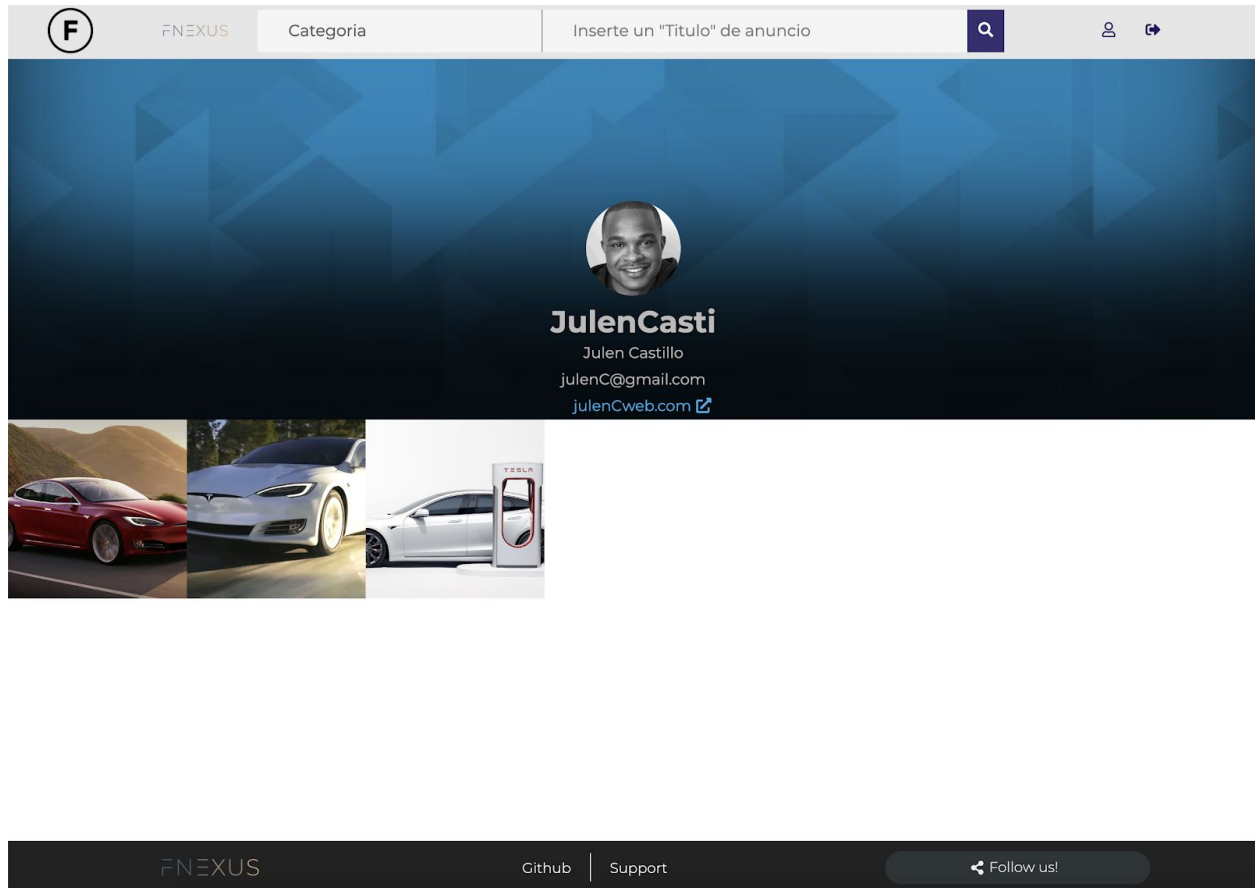 F
FNEXUS
Categoria
Inserte un "Titulo" de anuncio
JulenCasti
Julen Castillo
julenC@gmail.com
julenCweb.com
TESLA
FNEXUS
Github
Support
Follow us!